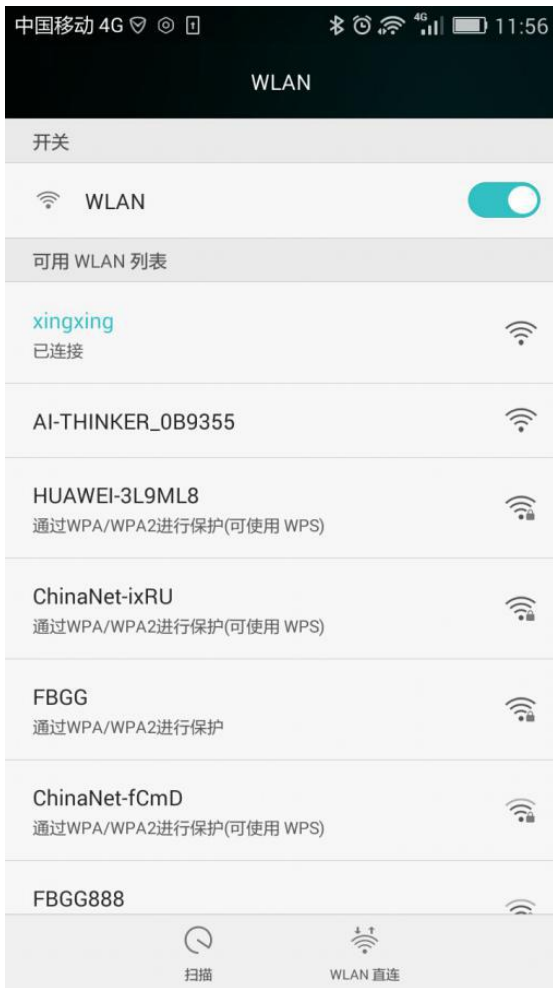 中国移动 4G 4G 11:56
WLAN
开关
WLAN
可用 WLAN 列表
xingxing
已连接
AI-THINKER_0B9355
HUAWEI-3L9ML8
通过WPA/WPA2进行保护(可使用 WPS)
ChinaNet-ixRU
通过WPA/WPA2进行保护(可使用 WPS)
FBGG
通过WPA/WPA2进行保护
ChinaNet-fCmD
通过WPA/WPA2进行保护(可使用 WPS)
FBGG888
扫描 WLAN 直连